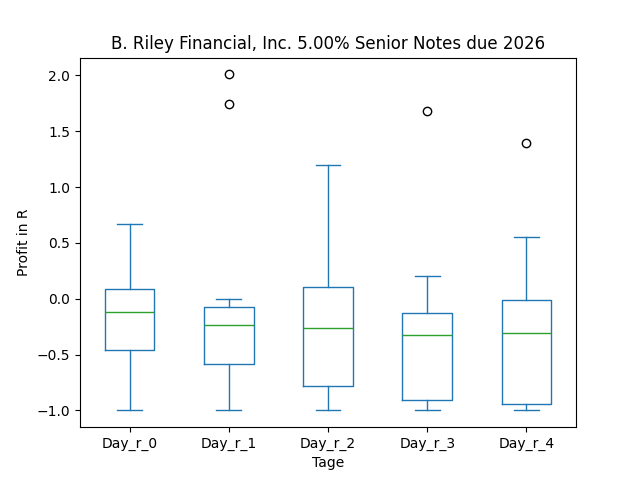 B. Riley Financial, Inc. 5.00% Senior Notes due 2026
Profit in R
2.0
1.5
1.0
0.5
0.0
−0.5
−1.0
Day_r_0 Day_r_1 Day_r_2 Day_r_3 Day_r_4
Tage